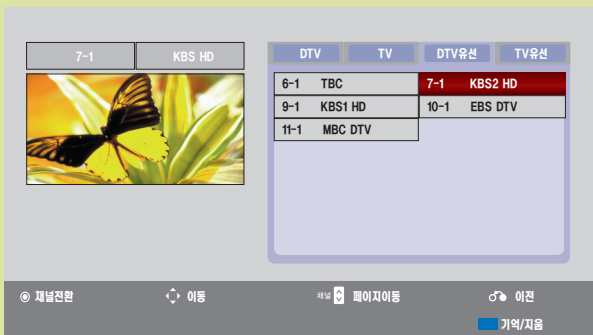 7-1 KBS HD
DTV TV DTV유선 TV유선
6-1 TBC 7-1 KBS2 HD
9-1 KBS1 HD 10-1 EBS DTV
11-1 MBC DTV
채널전환 이동 채널 페이지이동 이전
기억/지움